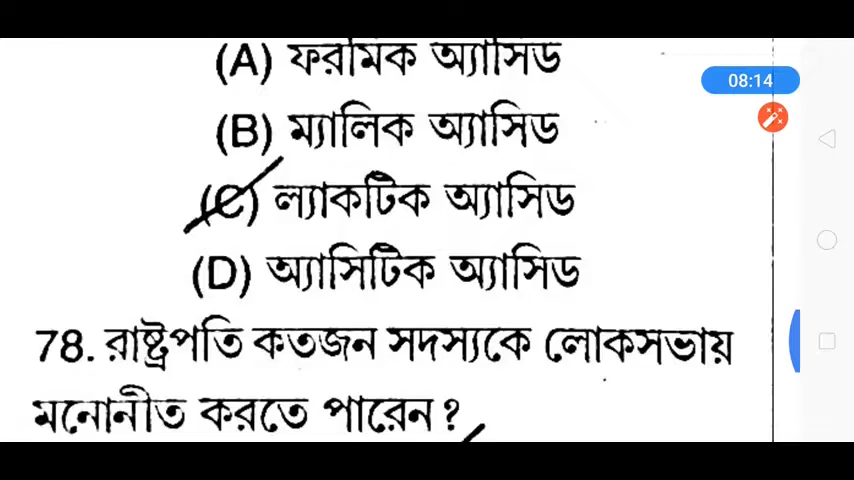 (A) ফরমিক অ্যাসিড
08:14
(B) ম্যালিক অ্যাসিড
(C) ল্যাকটিক অ্যাসিড
(D) অ্যাসিটিক অ্যাসিড
78. রাষ্ট্রপতি কতজন সদস্যকে লোকসভায়
মনোনীত করতে পারেন?